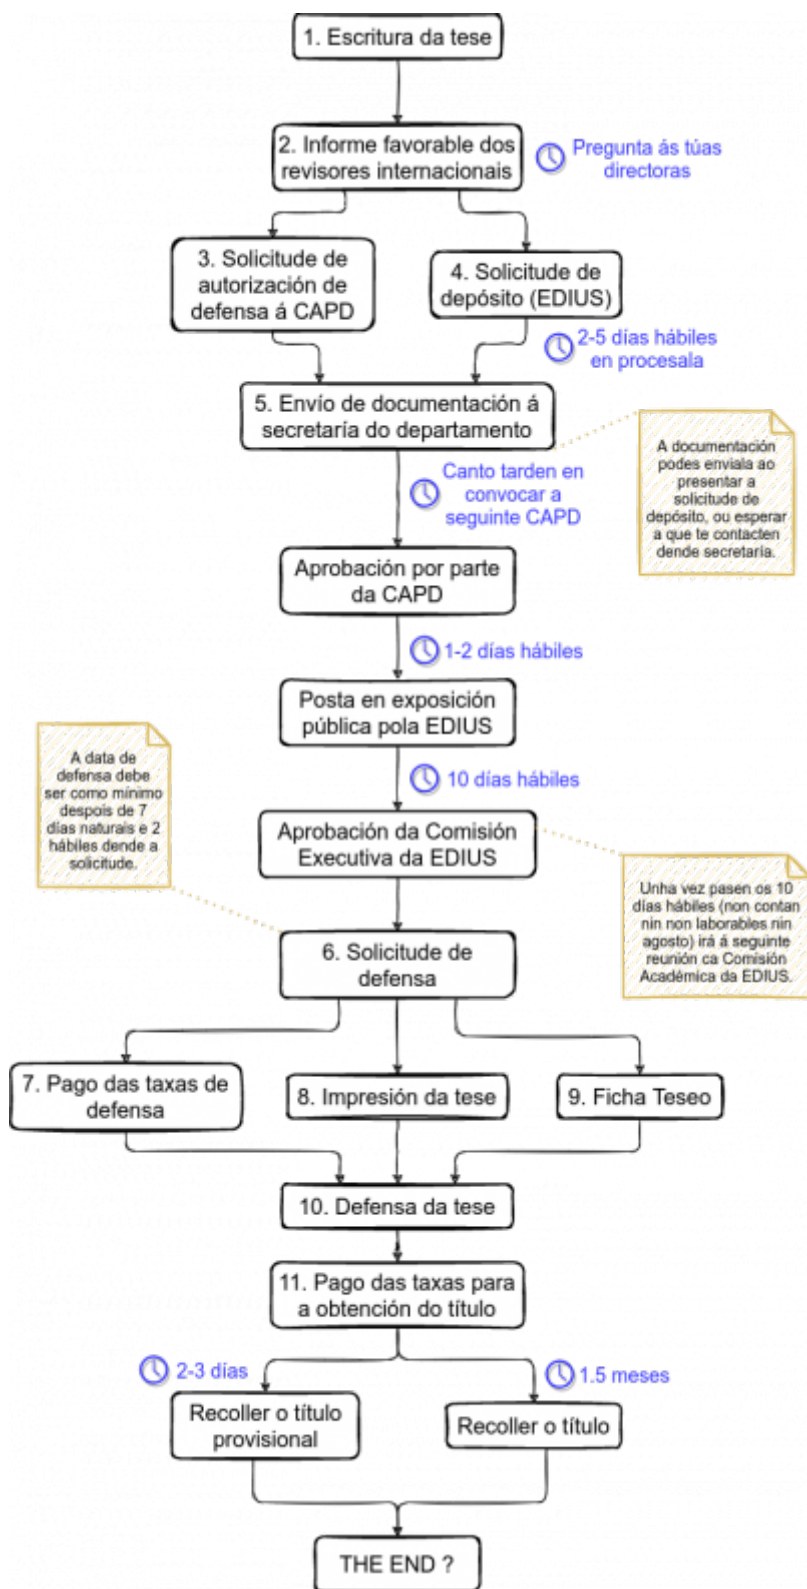 1. Escritura da tese
2. Informe favorable dos
revisores internacionais
Pregunta ás túas
directoras
3. Solicitude de
autorización de
defensa á CAPD
4. Solicitude de
depósito (EDIUS)
2-5 días hábiles
en procesala
5. Envío de documentación á
secretaría do departamento
A documentación
podes enviala ao
presentar a
solicitude de
depósito, ou esperar
a que te contacten
dende secretaría.
Canto tarden en
convocar a
seguinte CAPD
Aprobación por parte
da CAPD
1-2 días hábiles
Posta en exposición
pública pola EDIUS
A data de
defensa debe
ser como mínimo
despois de 7
días naturais e 2
hábiles dende a
solicitude.
10 días hábiles
Aprobación da Comisión
Executiva da EDIUS
Unha vez pasen os 10
días hábiles (non contan
nin non laborables nin
agosto) irá á seguinte
reunión ca Comisión
Académica da EDIUS.
6. Solicitude de
defensa
7. Pago das taxas de
defensa
8. Impresión da tese
9. Ficha Teseo
10. Defensa da tese
11. Pago das taxas para
a obtención do título
2-3 días
1.5 meses
Recoller o título
provisional
Recoller o título
THE END ?